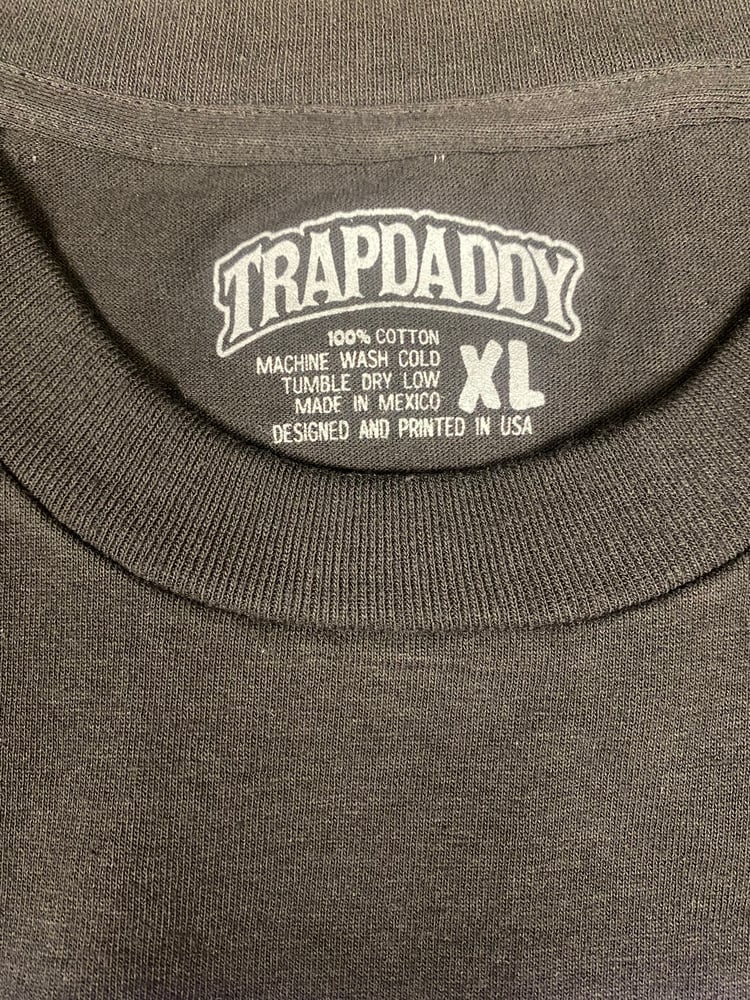 TRAPDADDY
100% COTTON
MACHINE WASH COLD
TUMBLE DRY LOW
MADE IN MEXICO
XL
DESIGNED AND PRINTED IN USA